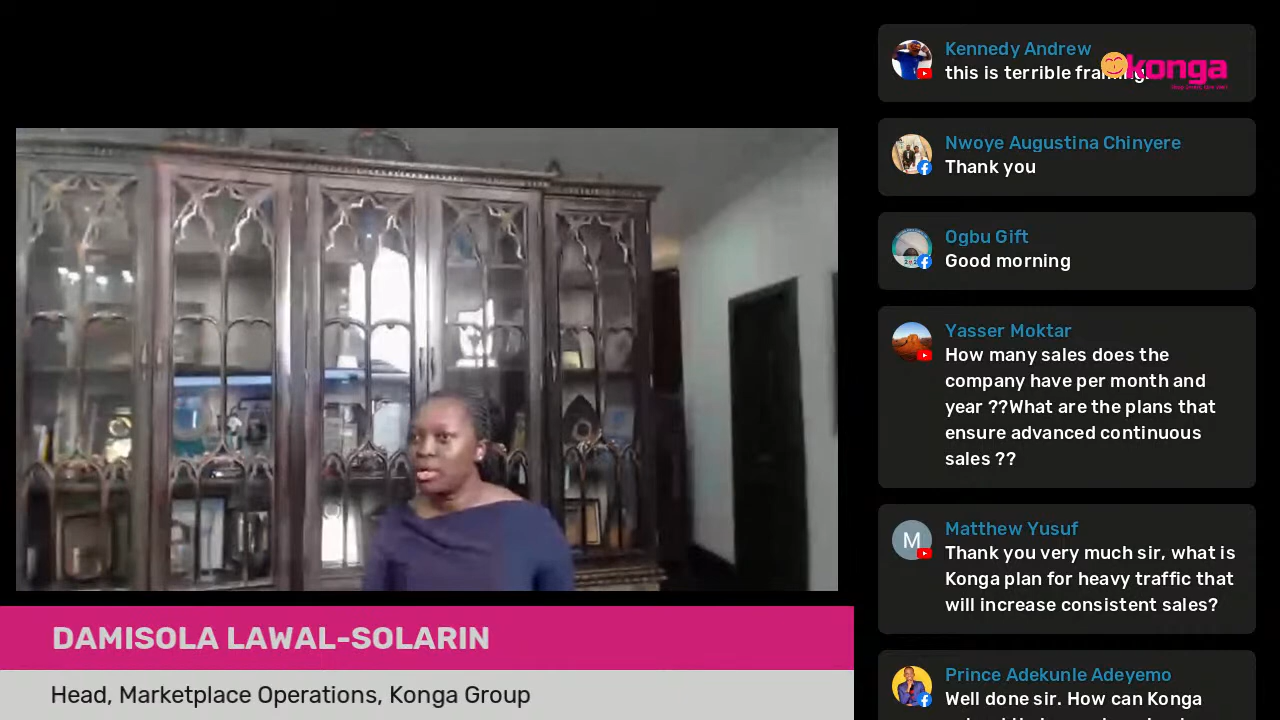 Kennedy Andrew
this is terrible framing.
konga
Nwoye Augustina Chinyere
Thank you
Ogbu Gift
Good morning
Yasser Moktar
How many sales does the
company have per month and
year ??What are the plans that
ensure advanced continuous
sales ??
M
Matthew Yusuf
Thank you very much sir, what is
Konga plan for heavy traffic that
will increase consistent sales?
Prince Adekunle Adeyemo
Well done sir. How can Konga
DAMISOLA LAWAL-SOLARIN
Head, Marketplace Operations, Konga Group